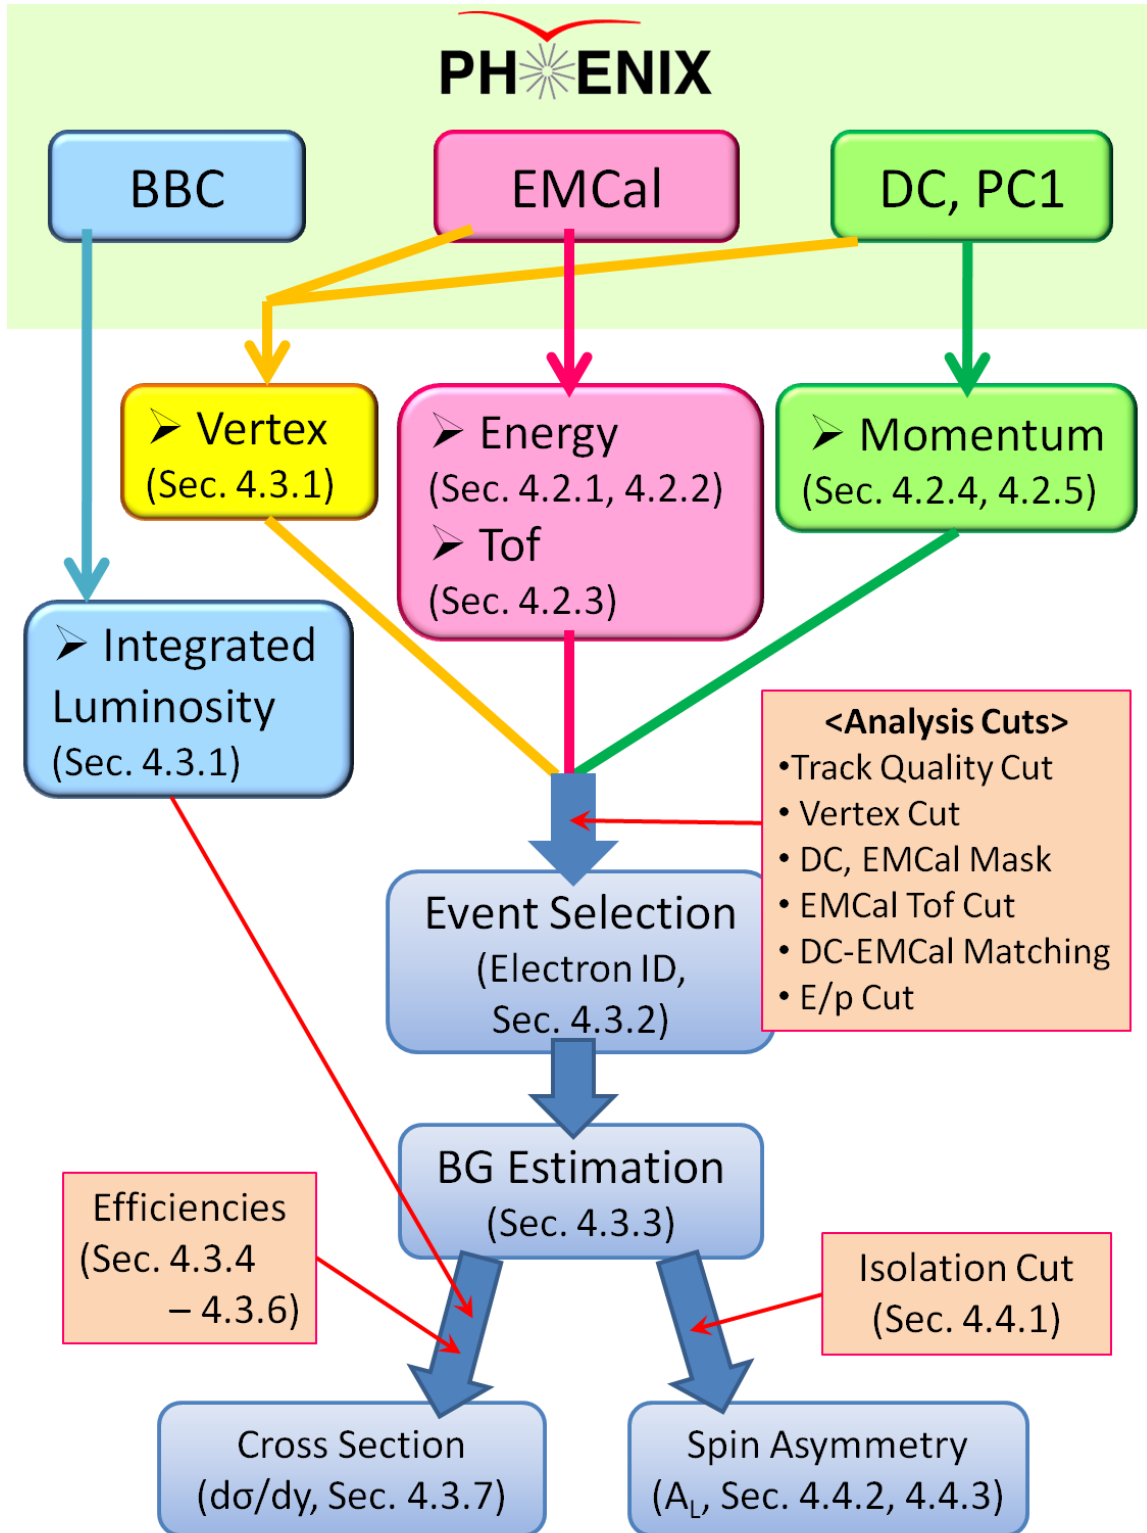 PHENIX
BBC
EMCal
DC, PC1
➢ Vertex
(Sec. 4.3.1)
➢ Energy
(Sec. 4.2.1, 4.2.2)
➢ Tof
(Sec. 4.2.3)
➢ Momentum
(Sec. 4.2.4, 4.2.5)
➢ Integrated
Luminosity
(Sec. 4.3.1)
<Analysis Cuts>
•Track Quality Cut
• Vertex Cut
• DC, EMCal Mask
• EMCal Tof Cut
• DC-EMCal Matching
• E/p Cut
Event Selection
(Electron ID,
Sec. 4.3.2)
BG Estimation
(Sec. 4.3.3)
Efficiencies
(Sec. 4.3.4
– 4.3.6)
Isolation Cut
(Sec. 4.4.1)
Cross Section
(dσ/dy, Sec. 4.3.7)
Spin Asymmetry
(A_L, Sec. 4.4.2, 4.4.3)